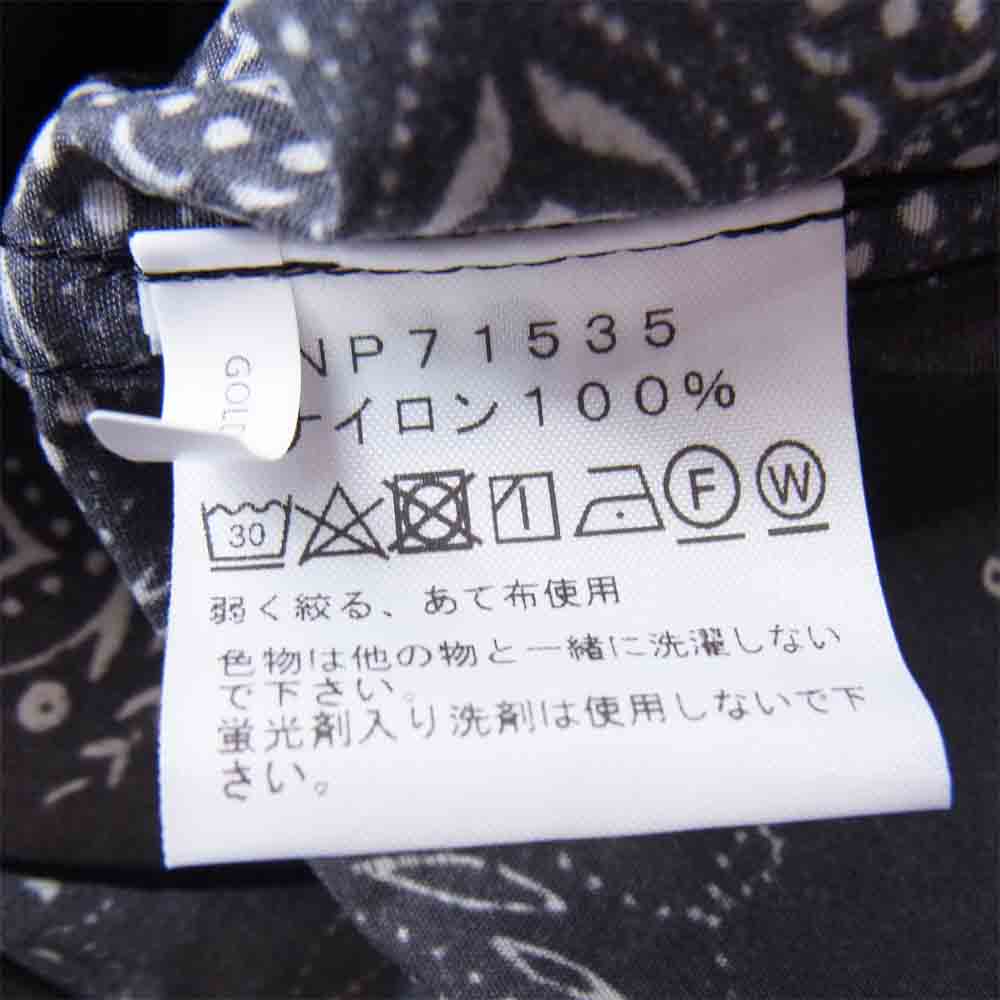 NP71535
ナイロン100%
GOLD
30 F W
弱く絞る、あて布使用
色物は他の物と一緒に洗濯しない
で下さい。
蛍光剤入り洗剤は使用しないで下
さい。